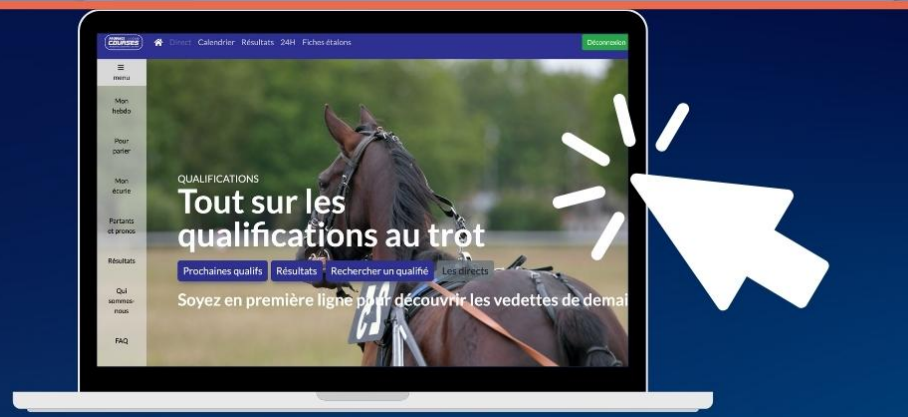 COURSES
Direct Calendrier Résultats 24H Fiches étalons
Déconnexion
menu
Mon
hebdo
Pour
parier
Mon
écurie
Partants
et pronos
Résultats
Qui
sommes-
nous
FAQ
QUALIFICATIONS
Tout sur les
qualifications au trot
Prochaines qualifs Résultats Rechercher un qualifié Les directs
Soyez en première ligne pour découvrir les vedettes de demai